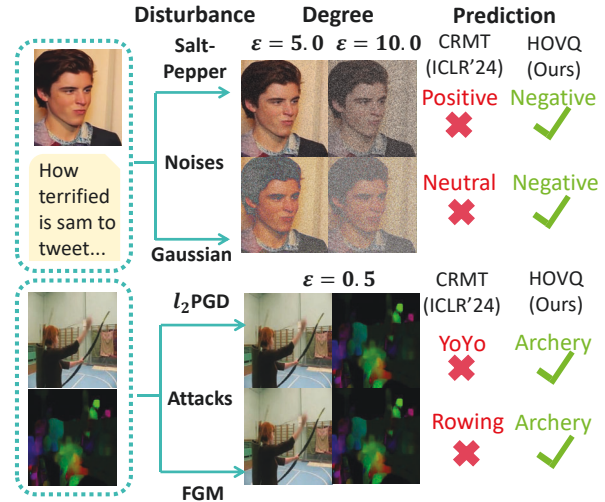 Disturbance Degree Prediction
Salt-Pepper ε = 5.0 ε = 10.0 CRMT (ICLR'24) HOVQ (Ours)
Positive Negative
How terrified is sam to tweet...
Noises
Neutral Negative
Gaussian
l₂PGD ε = 0.5 CRMT (ICLR'24) HOVQ (Ours)
YoYo Archery
Attacks
Rowing Archery
FGM